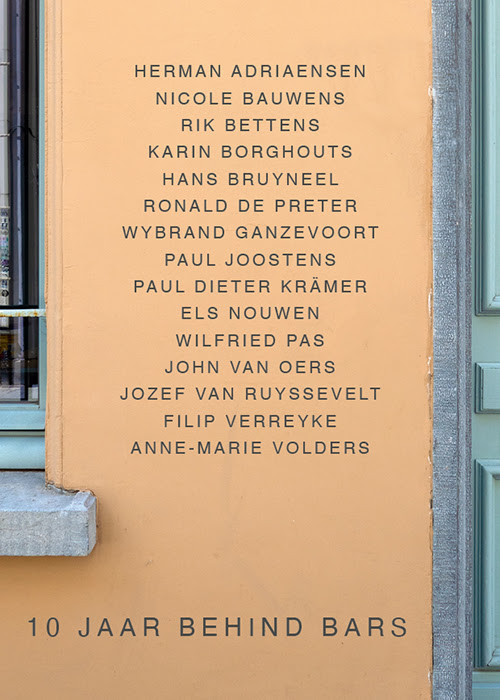 HERMAN ADRIAENSEN
NICOLE BAUWENS
RIK BETTENS
KARIN BORGHOUTS
HANS BRUYNEEL
RONALD DE PRETER
WYBRAND GANZEVOORT
PAUL JOOSTENS
PAUL DIETER KRÄMER
ELS NOUWEN
WILFRIED PAS
JOHN VAN OERS
JOZEF VAN RUYSSEVELT
FILIP VERREYKE
ANNE-MARIE VOLDERS
10 JAAR BEHIND BARS